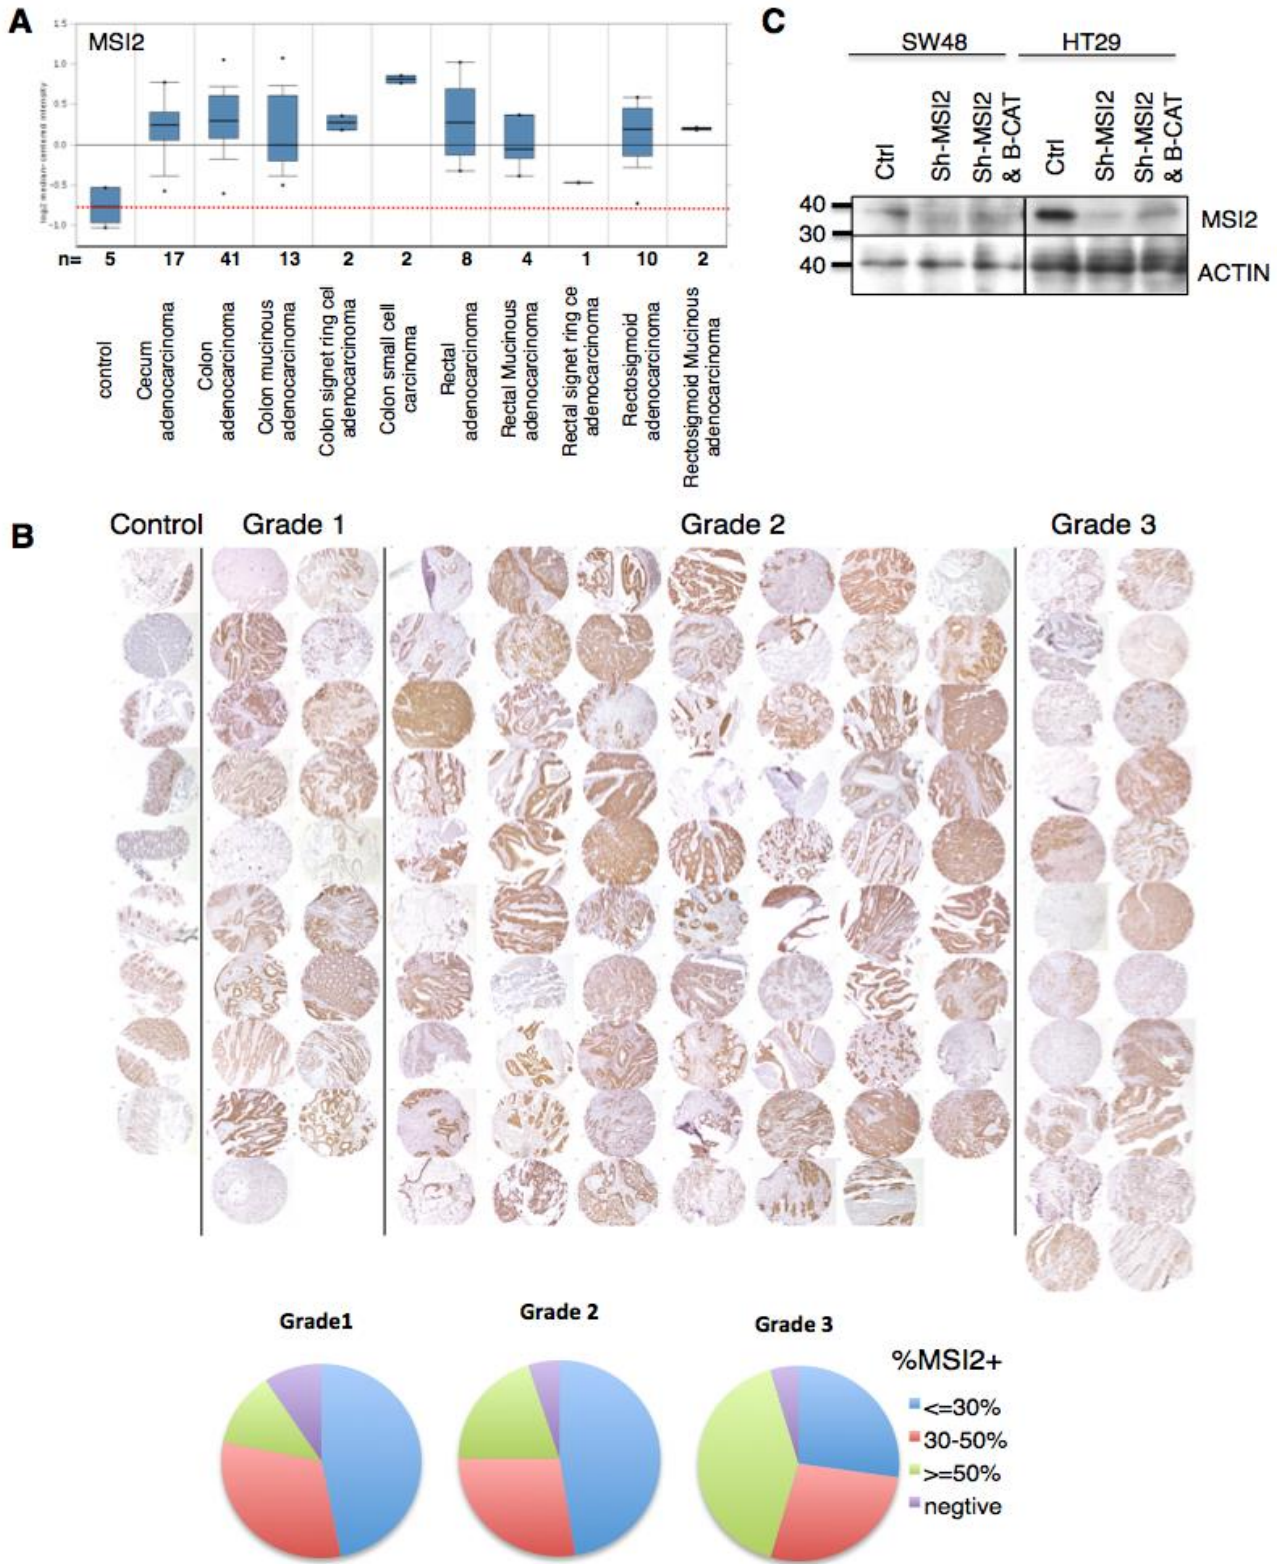 A
MSI2
log2 median- centered intensity
1.5
1.0
0.5
0.0
-0.5
-1.0
n= 5 17 41 13 2 2 8 4 1 10 2
control
Cecum
adenocarcinoma
Colon
adenocarcinoma
Colon mucinous
adenocarcinoma
Colon signet ring cel
adenocarcinoma
Colon small cell
carcinoma
Rectal
adenocarcinoma
Rectal Mucinous
adenocarcinoma
Rectal signet ring ce
adenocarcinoma
Rectosigmoid
adenocarcinoma
Rectosigmoid Mucinous
adenocarcinoma
C
SW48 HT29
Ctrl
Sh-MSI2
Sh-MSI2
& B-CAT
Ctrl
Sh-MSI2
Sh-MSI2
& B-CAT
40
30
40
MSI2
ACTIN
B
Control Grade 1 Grade 2 Grade 3
Grade1
Grade 2
Grade 3
%MSI2+
<=30%
30-50%
>=50%
negtive